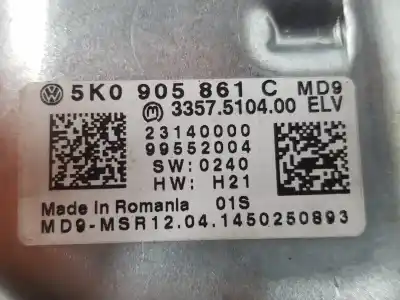 5K0 905 861 C MD9
3357.5104.00 ELV
23140000
99552004
SW: 0240
HW: H21
Made in Romania 01S
MD9-MSR12.04.1450250893